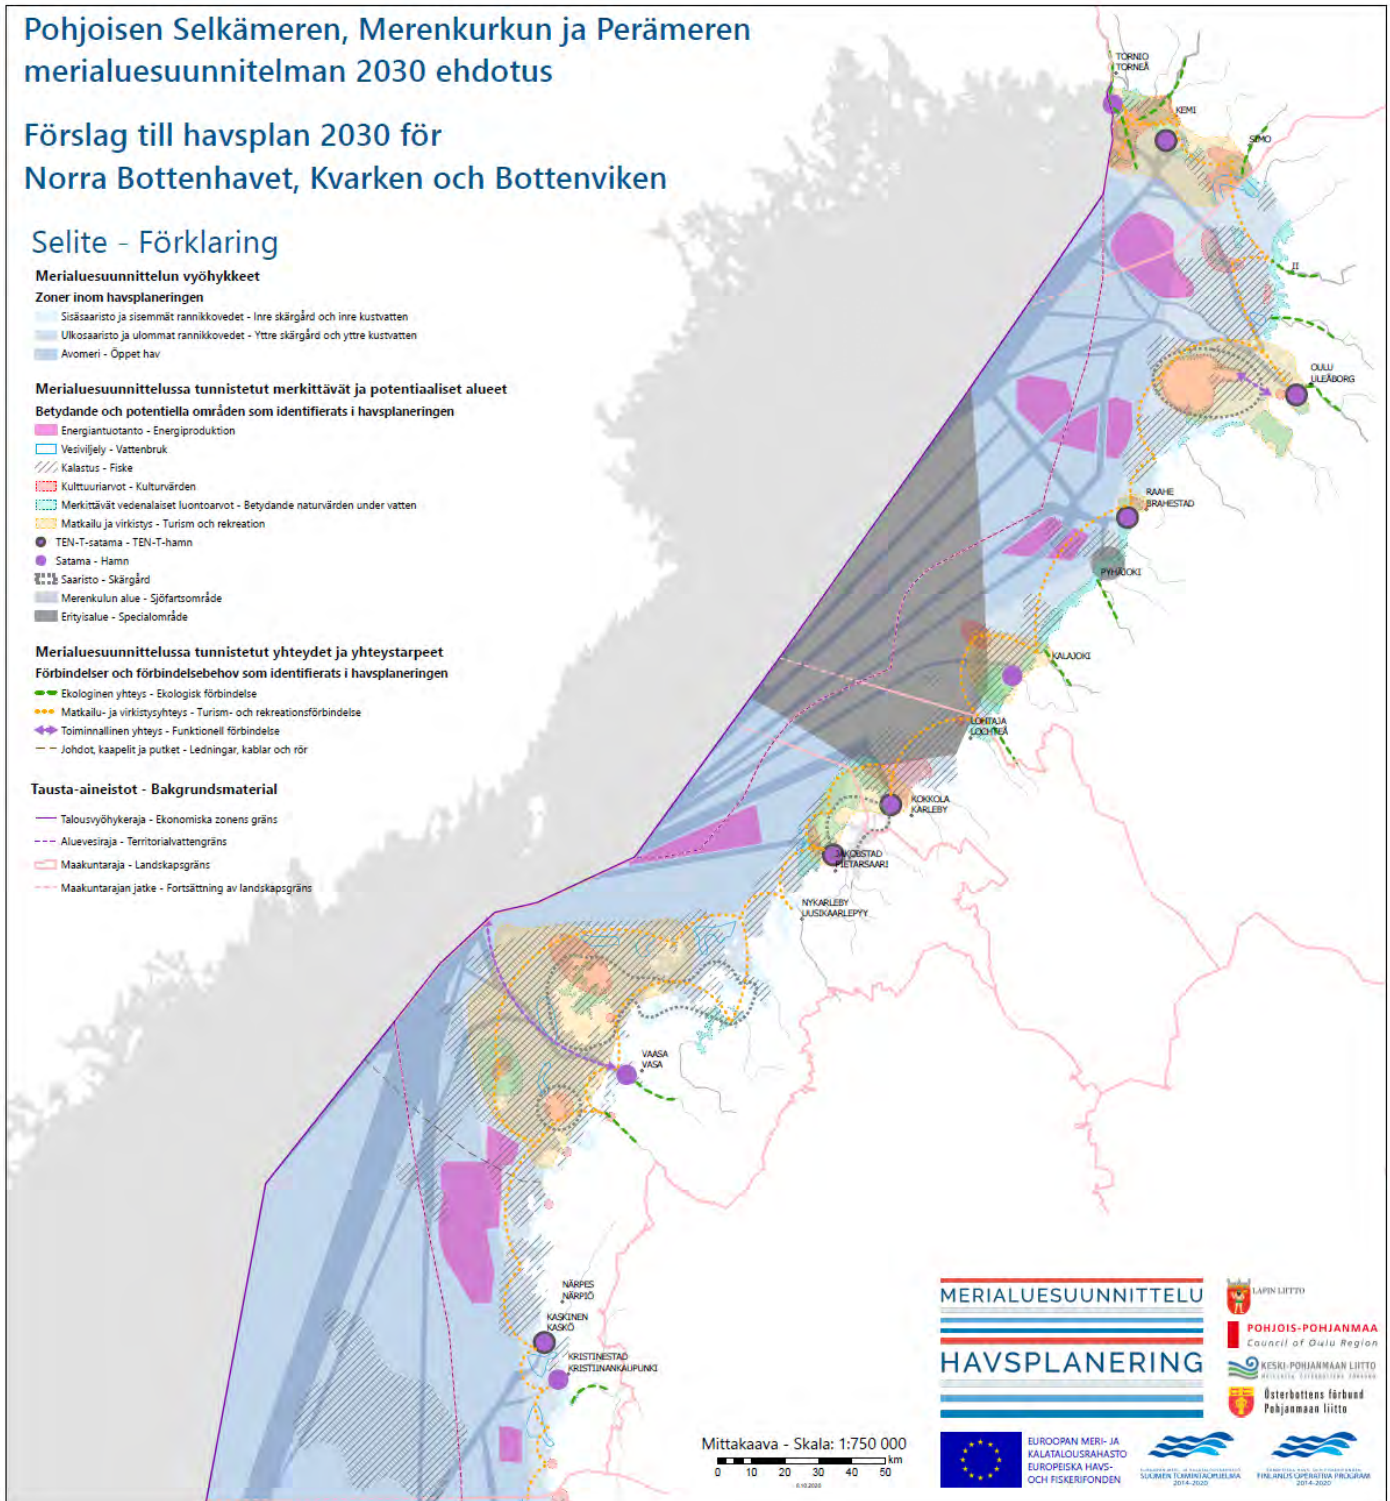 Pohjoisen Selkämeren, Merenkurkun ja Perämeren
merialuesuunnitelman 2030 ehdotus
Förslag till havsplan 2030 för
Norra Bottenhavet, Kvarken och Bottenviken
Selite - Förklaring
Merialuesuunnittelun vyöhykkeet
Zoner inom havsplaneringen
Sisäsaaristo ja sisemmät rannikkovedet - Inre skärgård och inre kustvatten
Ulkosaaristo ja ulommat rannikkovedet - Yttre skärgård och yttre kustvatten
Avomeri - Öppet hav
Merialuesuunnittelussa tunnistetut merkittävät ja potentiaaliset alueet
Betydande och potentiella områden som identifierats i havsplaneringen
Energiantuotanto - Energiproduktion
Vesiviljely - Vattenbruk
Kalastus - Fiske
Kulttuuriarvot - Kulturvärden
Merkittävät vedenalaiset luontoarvot - Betydande naturvärden under vatten
Matkailu ja virkistys - Turism och rekreation
TEN-T-satama - TEN-T-hamn
Satama - Hamn
Saaristo - Skärgård
Merenkulun alue - Sjöfartsområde
Erityisalue - Specialområde
Merialuesuunnittelussa tunnistetut yhteydet ja yhteystarpeet
Förbindelser och förbindelsebehov som identifierats i havsplaneringen
Ekologinen yhteys - Ekologisk förbindelse
Matkailu- ja virkistysyhteys - Turism- och rekreationsförbindelse
Toiminnallinen yhteys - Funktionell förbindelse
Johdot, kaapelit ja putket - Ledningar, kablar och rör
Tausta-aineistot - Bakgrundsmaterial
Talousvyöhykeraja - Ekonomiska zonens gräns
Aluevesiraja - Territorialvattengräns
Maakuntaraja - Landskapsgräns
Maakuntarajan jatke - Fortsättning av landskapsgräns
TORNIO
TORNEÅ
KEMI
SIMO
II
OULU
ULEÅBORG
RAAHE
BRAHESTAD
PYHÄJOKI
KALAJOKI
LOHTAJA
LOCHTEÅ
KOKKOLA
KARLEBY
JAKOBSTAD
PIETARSAARI
NYKARLEBY
UUSIKAARLEPYY
VAASA
VASA
NÄRPES
NÄRPIÖ
KASKINEN
KASKÖ
KRISTINESTAD
KRISTIINANKAUPUNKI
Mittakaava - Skala: 1:750 000
km
0 10 20 30 40 50
MERIALUESUUNNITTELU
HAVSPLANERING
LAPIN LIITTO
POHJOIS-POHJANMAA
Council of Oulu Region
KESKI-POHJANMAAN LIITTO
Österbottens förbund
Pohjanmaan liitto
EUROOPAN MERI- JA
KALATALOUSRAHASTO
EUROPEISKA HAVS-
OCH FISKERIFONDEN
SUOMEN TOIMINTAOHJELMA
2014-2020
FINLANDS OPERATIVA PROGRAM
2014-2020